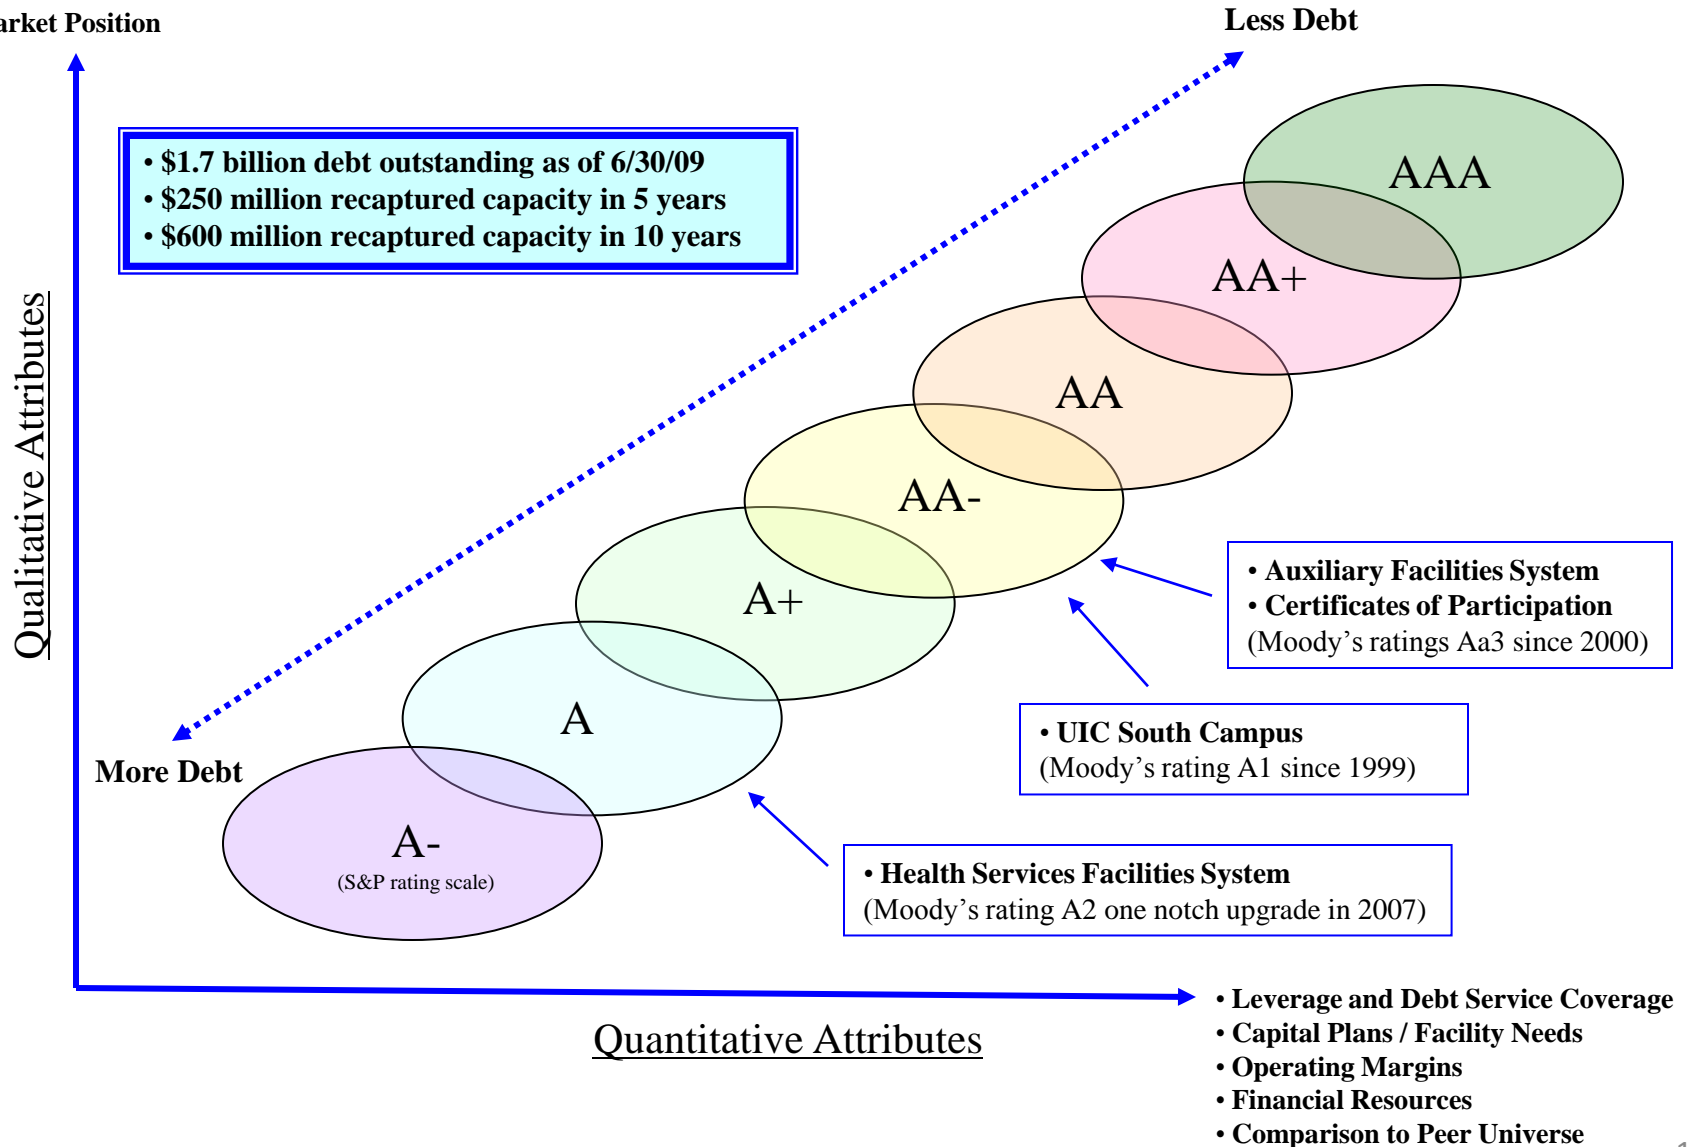 Market Position
Less Debt
• $1.7 billion debt outstanding as of 6/30/09
• $250 million recaptured capacity in 5 years
• $600 million recaptured capacity in 10 years
AAA
AA+
AA
AA-
A+
A
A-
(S&P rating scale)
Qualitative Attributes
More Debt
• Auxiliary Facilities System
• Certificates of Participation
(Moody’s ratings Aa3 since 2000)
• UIC South Campus
(Moody’s rating A1 since 1999)
• Health Services Facilities System
(Moody’s rating A2 one notch upgrade in 2007)
Quantitative Attributes
• Leverage and Debt Service Coverage
• Capital Plans / Facility Needs
• Operating Margins
• Financial Resources
• Comparison to Peer Universe